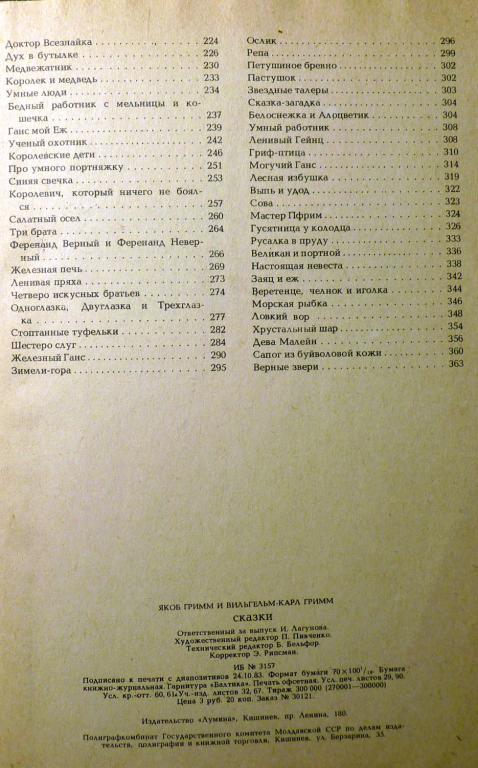 Доктор Всезнайка 224
Дух в бутылке 226
Медвежатник 230
Королек и медведь 233
Умные люди 234
Бедный работник с мельницы и ко-
шечка 237
Ганс мой Еж 239
Ученый охотник 242
Королевские дети 246
Про умного портняжку 251
Синяя свечка 253
Королевич, который ничего не боял-
ся 257
Салатный осел 260
Три брата 264
Ференанд Верный и Ференанд Невер-
ный 266
Железная печь 269
Ленивая пряха 273
Четверо искусных братьев 274
Одноглазка, Двуглазка и Трехглаз-
ка 277
Стоптанные туфельки 282
Шестеро слуг 284
Железный Ганс 290
Зимели-гора 295
Ослик 296
Репа 299
Петушиное бревно 302
Пастушок 302
Звездные талеры 303
Сказка-загадка 304
Белоснежка и Алоцветик 304
Умный работник 308
Ленивый Гейнц 308
Гриф-птица 310
Могучий Ганс 314
Лесная избушка 319
Выпь и удод 322
Сова 323
Мастер Пфрим 324
Гусятница у колодца 326
Русалка в пруду 333
Великан и портной 336
Настоящая невеста 338
Заяц и еж 342
Веретенце, челнок и иголка 344
Морская рыбка 346
Ловкий вор 348
Хрустальный шар 354
Дева Малейн 356
Сапог из буйволовой кожи 360
Верные звери 363
ЯКОБ ГРИММ И ВИЛЬГЕЛЬМ-КАРЛ ГРИММ
СКАЗКИ
Ответственный за выпуск И. Лагунова.
Художественный редактор П. Пивченко.
Технический редактор Б. Бельфор.
Корректор Э. Рипсман.
ИБ № 3157
Подписано к печати с диапозитивов 24.10.83. Формат бумаги 70×100¹/₁₆. Бумага
книжно-журнальная. Гарнитура «Балтика». Печать офсетная. Усл. печ. листов 29, 90.
Усл. кр.-отт. 60, 61. Уч.-изд. листов 32, 67. Тираж 300 000 (270001—300000)
Цена 3 руб. 20 коп. Заказ № 30121.
Издательство «Лумина», Кишинев, пр. Ленина, 180.
Полиграфкомбинат Государственного комитета Молдавской ССР по делам изда-
тельств, полиграфии и книжной торговли, Кишинев, ул. Берзарина, 35.